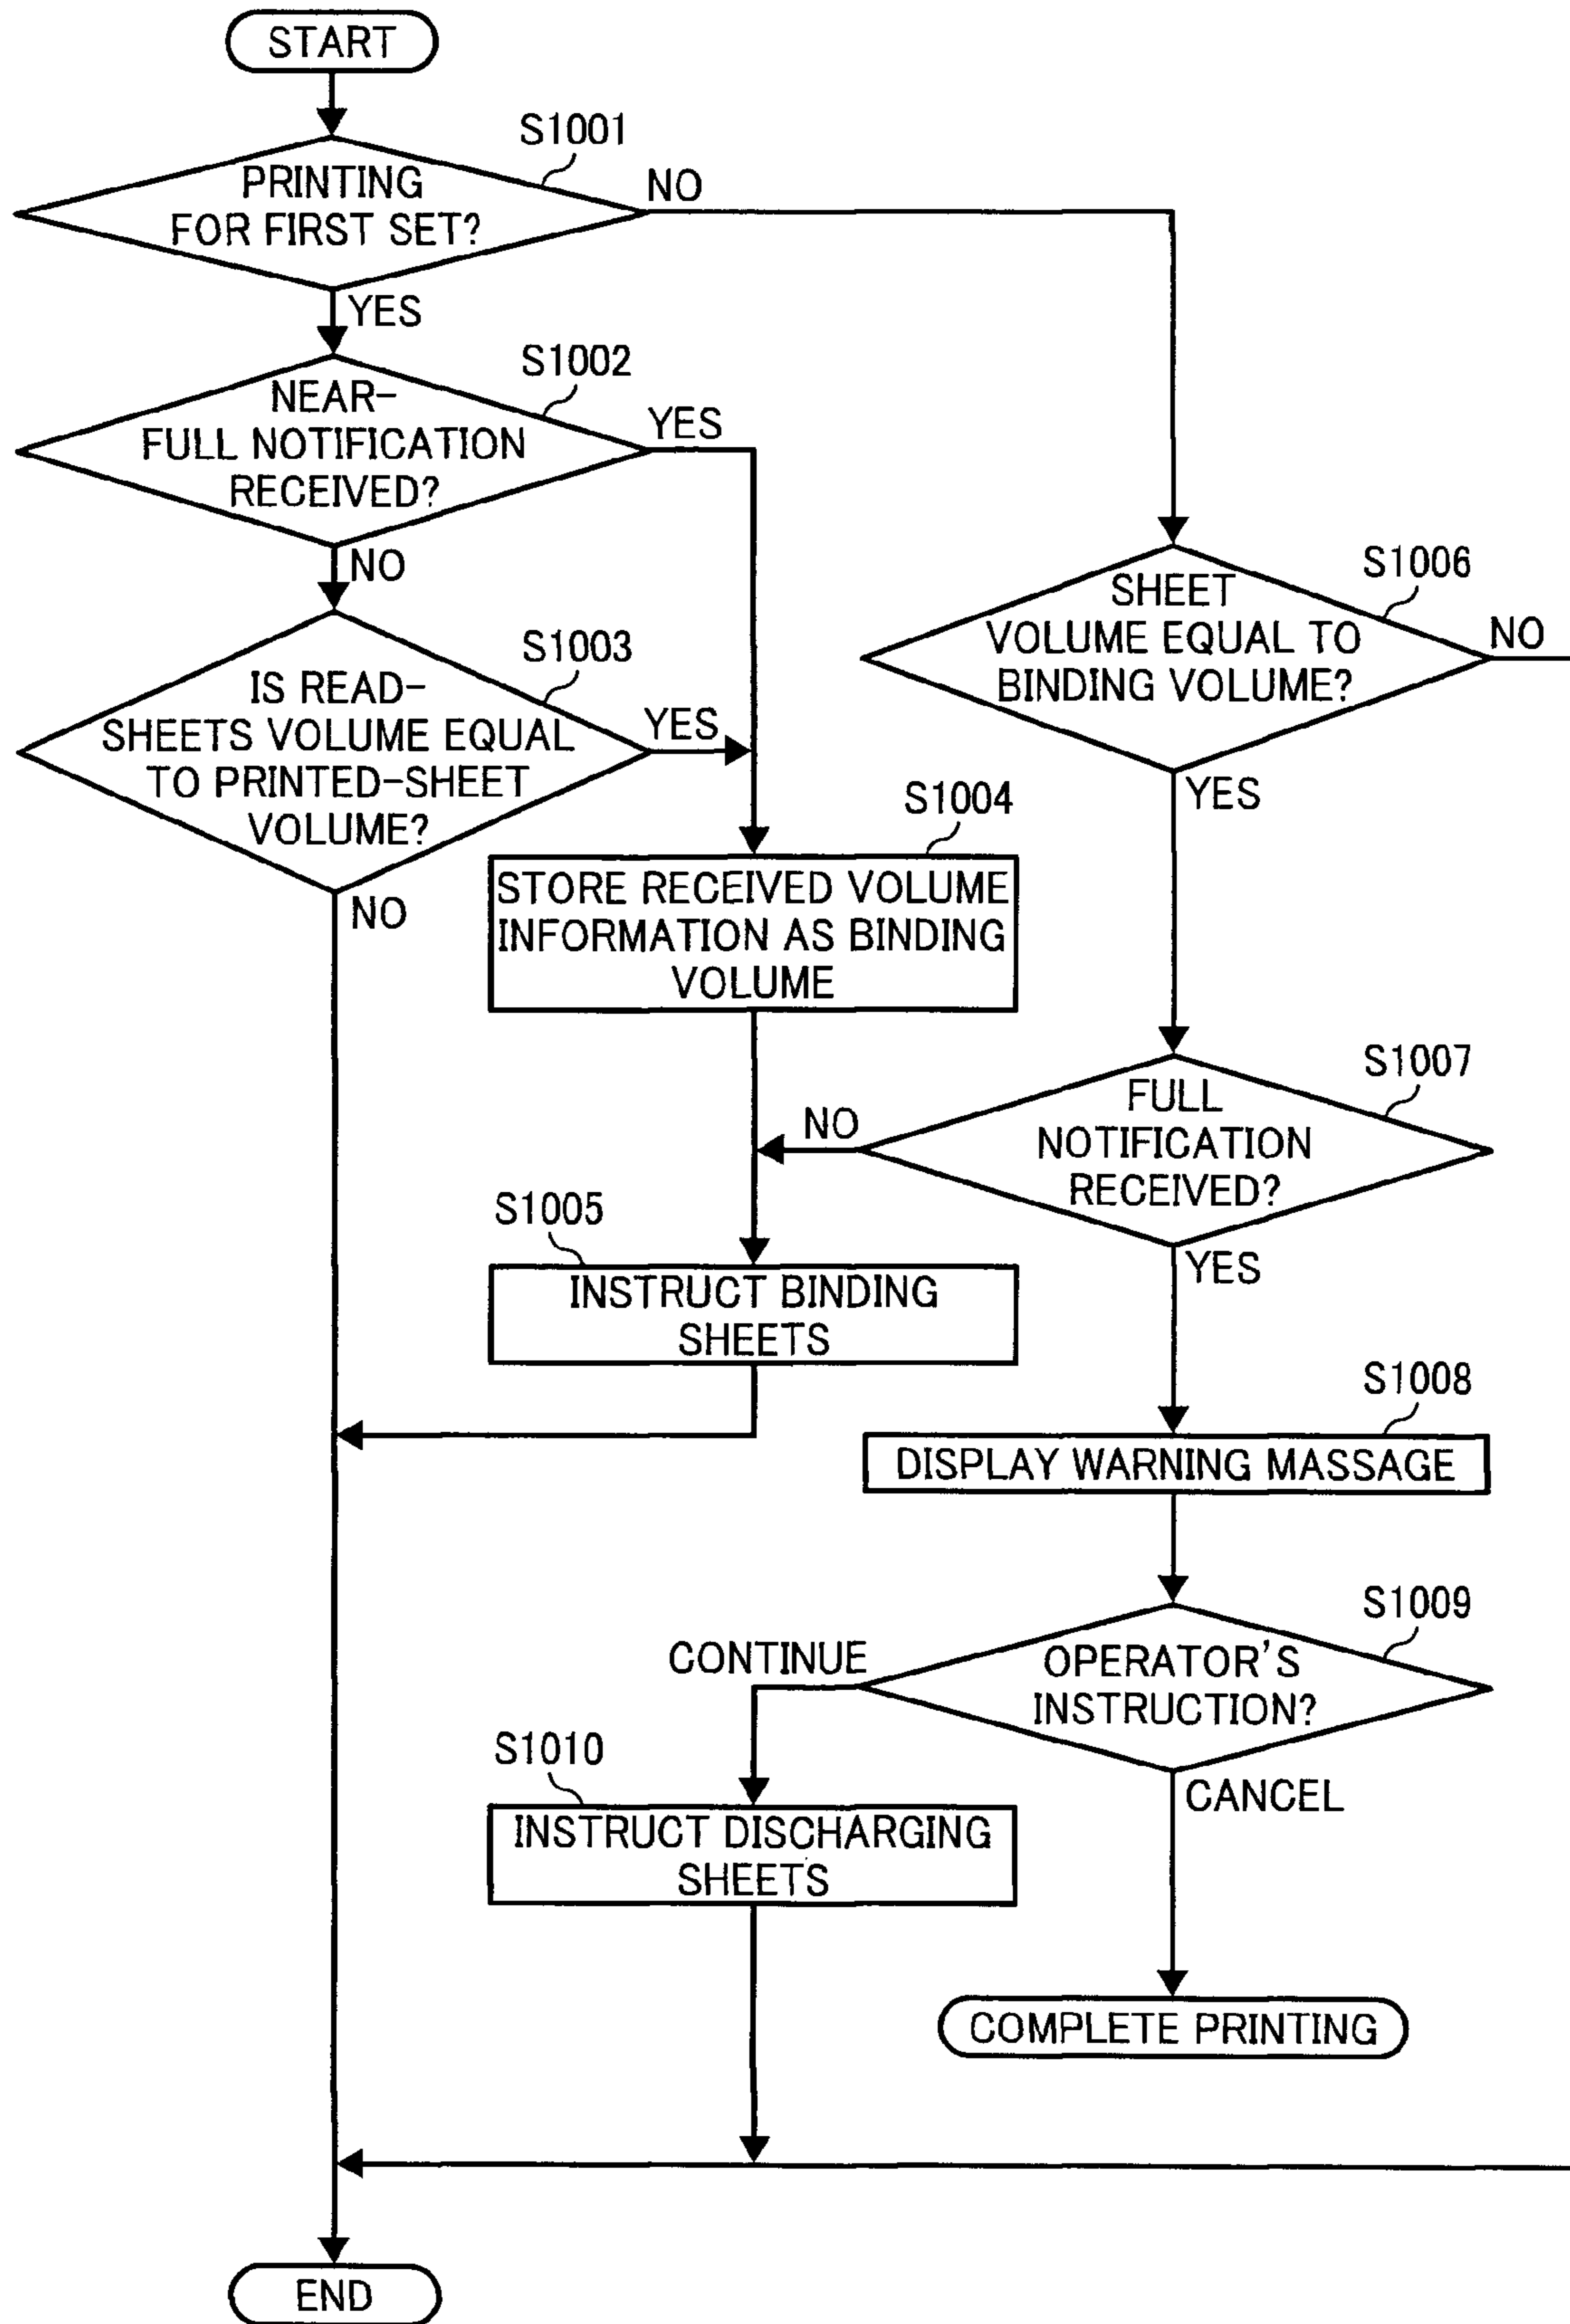 START
S1001
PRINTING
FOR FIRST SET?
NO
YES
S1002
NEAR-
FULL NOTIFICATION
RECEIVED?
YES
NO
S1003
IS READ-
SHEETS VOLUME EQUAL
TO PRINTED-SHEET
VOLUME?
YES
NO
S1004
STORE RECEIVED VOLUME
INFORMATION AS BINDING
VOLUME
S1005
INSTRUCT BINDING
SHEETS
S1006
SHEET
VOLUME EQUAL TO
BINDING VOLUME?
NO
YES
S1007
FULL
NOTIFICATION
RECEIVED?
NO
YES
S1008
DISPLAY WARNING MASSAGE
S1009
OPERATOR'S
INSTRUCTION?
CONTINUE
CANCEL
S1010
INSTRUCT DISCHARGING
SHEETS
COMPLETE PRINTING
END